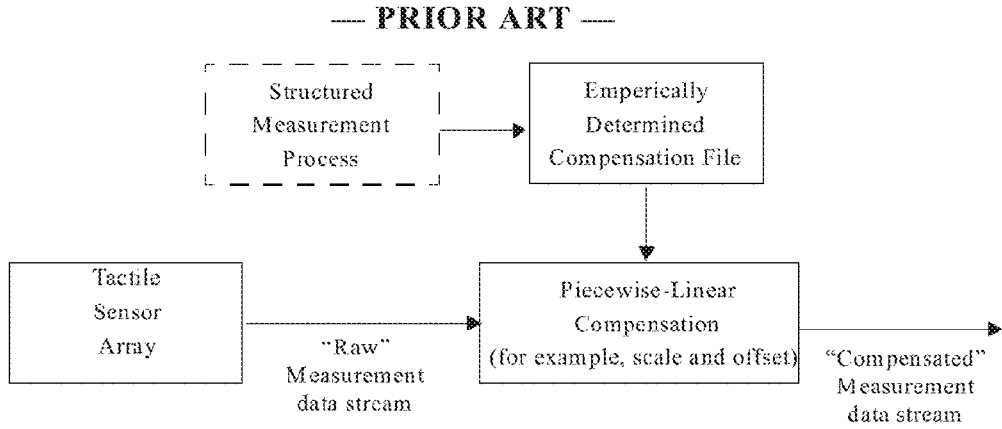 — PRIOR ART —
Structured
Measurement
Process
Emperically
Determined
Compensation File
Tactile
Sensor
Array
“Raw”
Measurement
data stream
Piecewise-Linear
Compensation
(for example, scale and offset)
“Compensated”
Measurement
data stream